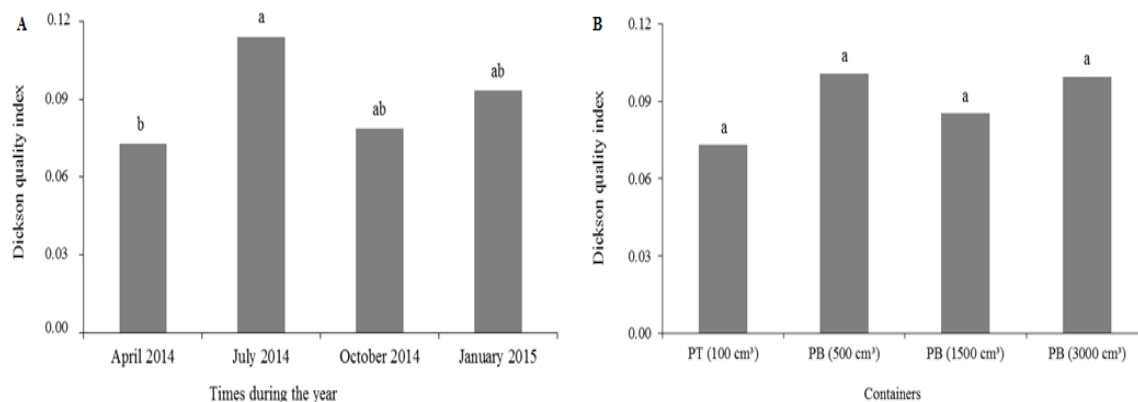 A
Dickson quality index
0.12
0.09
0.06
0.03
0.00
b
a
ab
ab
April 2014 July 2014 October 2014 January 2015
Times during the year
B
Dickson quality index
0.12
0.09
0.06
0.03
0.00
a
a
a
a
PT (100 cm³) PB (500 cm³) PB (1500 cm³) PB (3000 cm³)
Containers